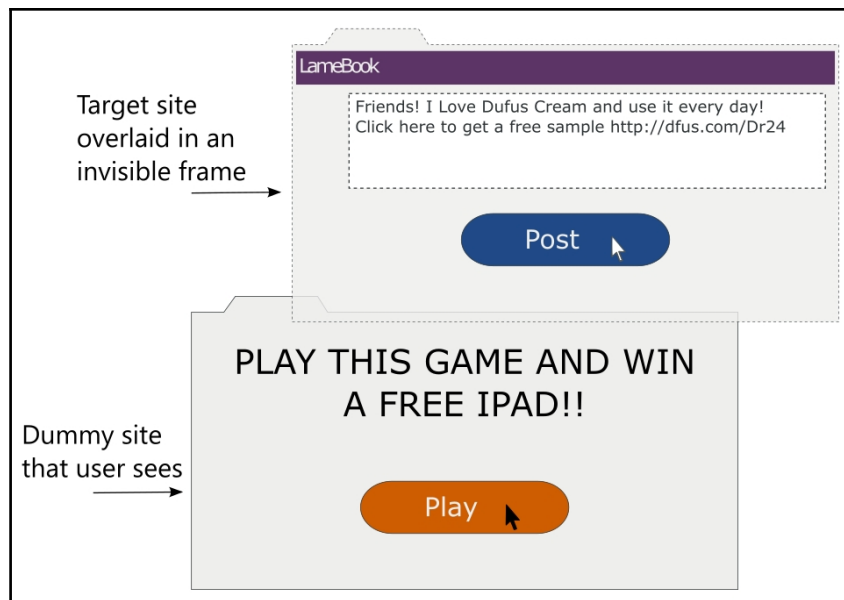 LameBook
Target site
overlaid in an
invisible frame
Friends! I Love Dufus Cream and use it every day!
Click here to get a free sample http://dfus.com/Dr24
Post
PLAY THIS GAME AND WIN
A FREE IPAD!!
Dummy site
that user sees
Play